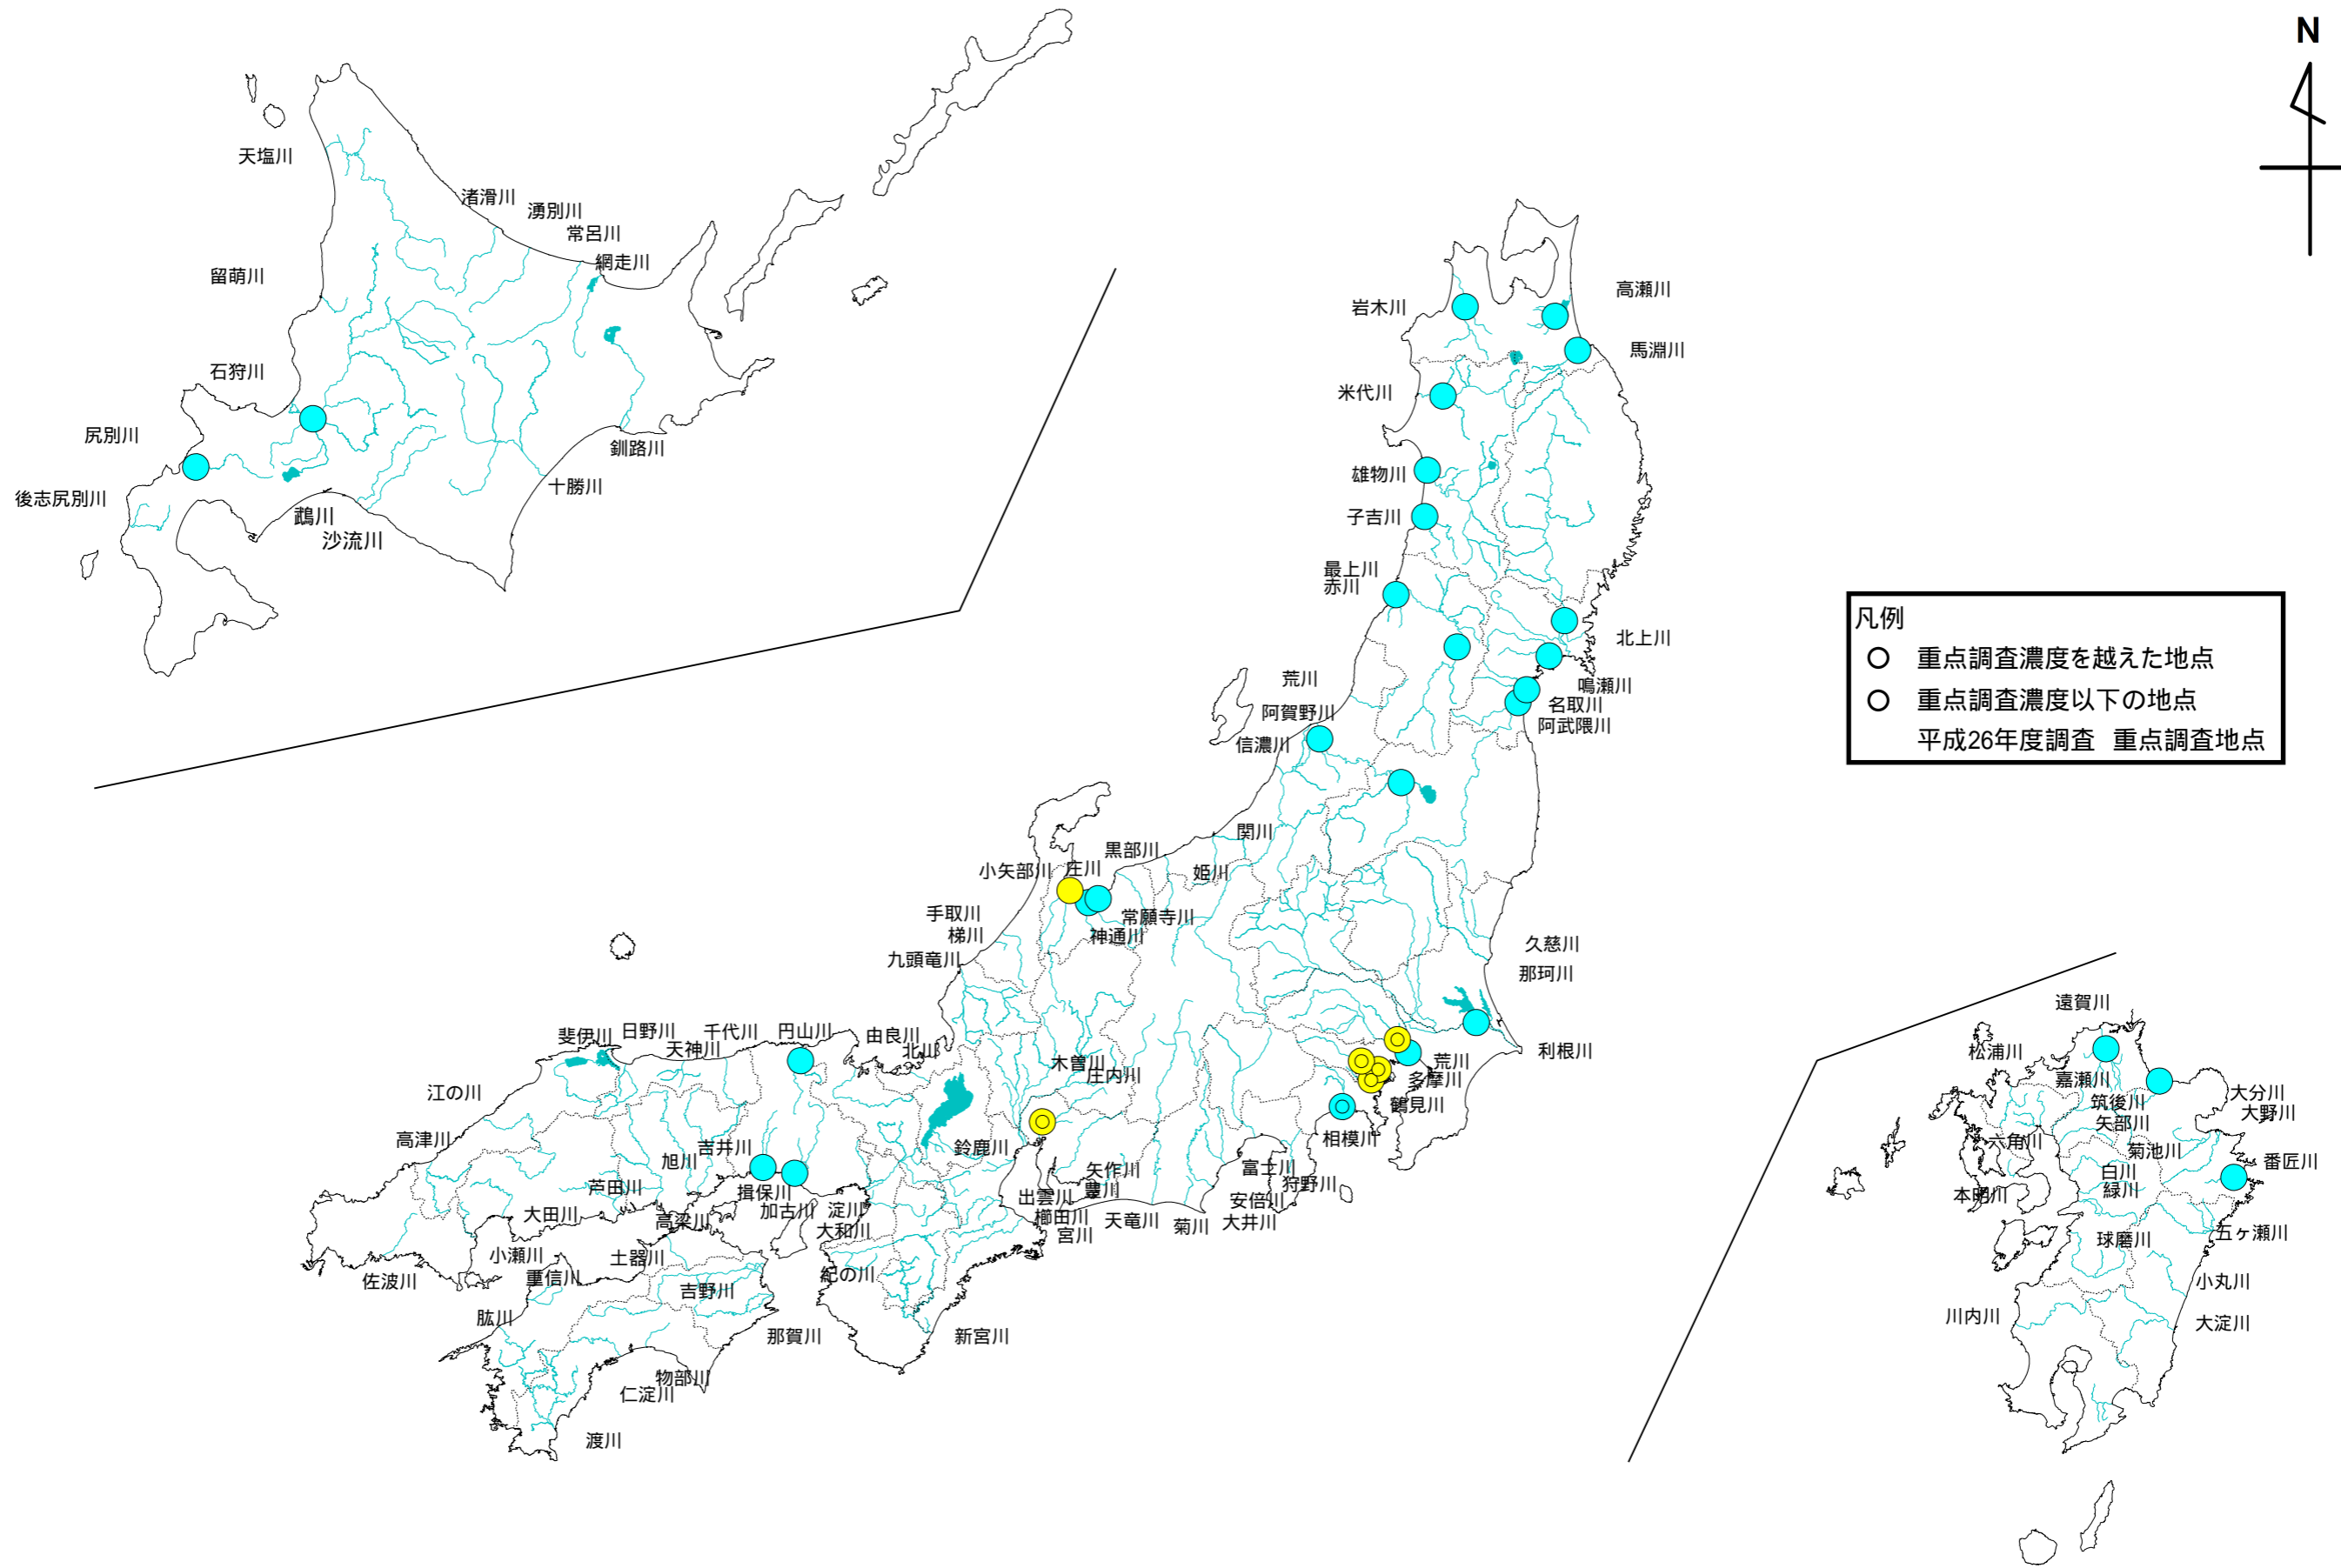 N
天塩川
渚滑川
湧別川
常呂川
網走川
留萌川
石狩川
尻別川
後志尻別川
鵡川
沙流川
十勝川
釧路川
岩木川
高瀬川
馬淵川
米代川
雄物川
子吉川
最上川
赤川
北上川
鳴瀬川
名取川
阿武隈川
荒川
阿賀野川
信濃川
関川
黒部川
姫川
小矢部川
庄川
常願寺川
神通川
手取川
梯川
九頭竜川
久慈川
那珂川
利根川
荒川
多摩川
鶴見川
相模川
凡例
重点調査濃度を越えた地点
重点調査濃度以下の地点
平成26年度調査 重点調査地点
斐伊川
日野川
天神川
千代川
円山川
由良川
北川
木曽川
庄内川
江の川
高津川
吉井川
旭川
芦田川
大田川
高梁川
揖保川
加古川
淀川
大和川
鈴鹿川
出雲川
櫛田川
宮川
矢作川
豊川
天竜川
菊川
大井川
安倍川
富士川
狩野川
小瀬川
佐波川
重信川
土器川
吉野川
紀の川
肱川
那賀川
新宮川
物部川
仁淀川
渡川
遠賀川
松浦川
嘉瀬川
筑後川
矢部川
大分川
大野川
六角川
菊池川
番匠川
白川
緑川
本明川
五ヶ瀬川
球磨川
小丸川
川内川
大淀川